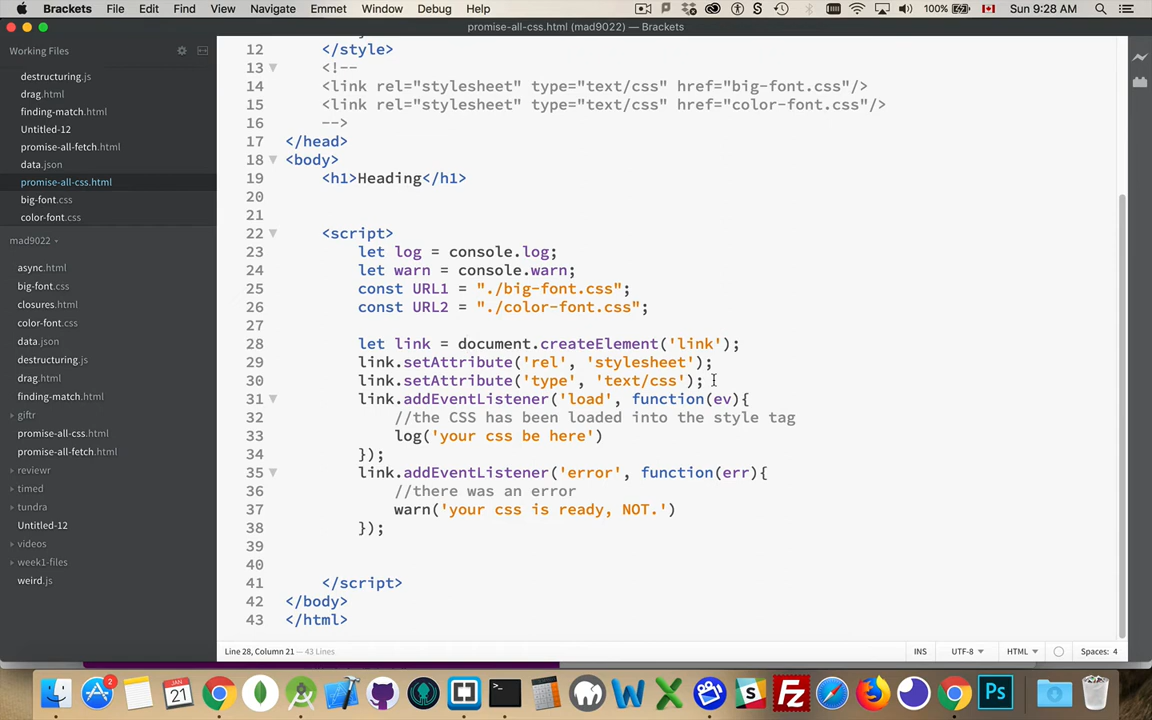 Brackets File Edit Find View Navigate Emmet Window Debug Help 100% Sun 9:28 AM
promise-all-css.html (mad9022) — Brackets
Working Files
destructuring.js
drag.html
finding-match.html
Untitled-12
promise-all-fetch.html
data.json
promise-all-css.html
big-font.css
color-font.css
mad9022
async.html
big-font.css
closures.html
color-font.css
data.json
destructuring.js
drag.html
finding-match.html
giftr
promise-all-css.html
promise-all-fetch.html
reviewr
timed
tundra
Untitled-12
videos
week1-files
weird.js
12 </style>
13 <!--
14 <link rel="stylesheet" type="text/css" href="big-font.css"/>
15 <link rel="stylesheet" type="text/css" href="color-font.css"/>
16 -->
17 </head>
18 <body>
19 <h1>Heading</h1>
20
21
22 <script>
23 let log = console.log;
24 let warn = console.warn;
25 const URL1 = "./big-font.css";
26 const URL2 = "./color-font.css";
27
28 let link = document.createElement('link');
29 link.setAttribute('rel', 'stylesheet');
30 link.setAttribute('type', 'text/css');
31 link.addEventListener('load', function(ev){
32 //the CSS has been loaded into the style tag
33 log('your css be here')
34 });
35 link.addEventListener('error', function(err){
36 //there was an error
37 warn('your css is ready, NOT.')
38 });
39
40
41 </script>
42 </body>
43 </html>
Line 28, Column 21 — 43 Lines
INS UTF-8 HTML Spaces: 4
2
21
Ps